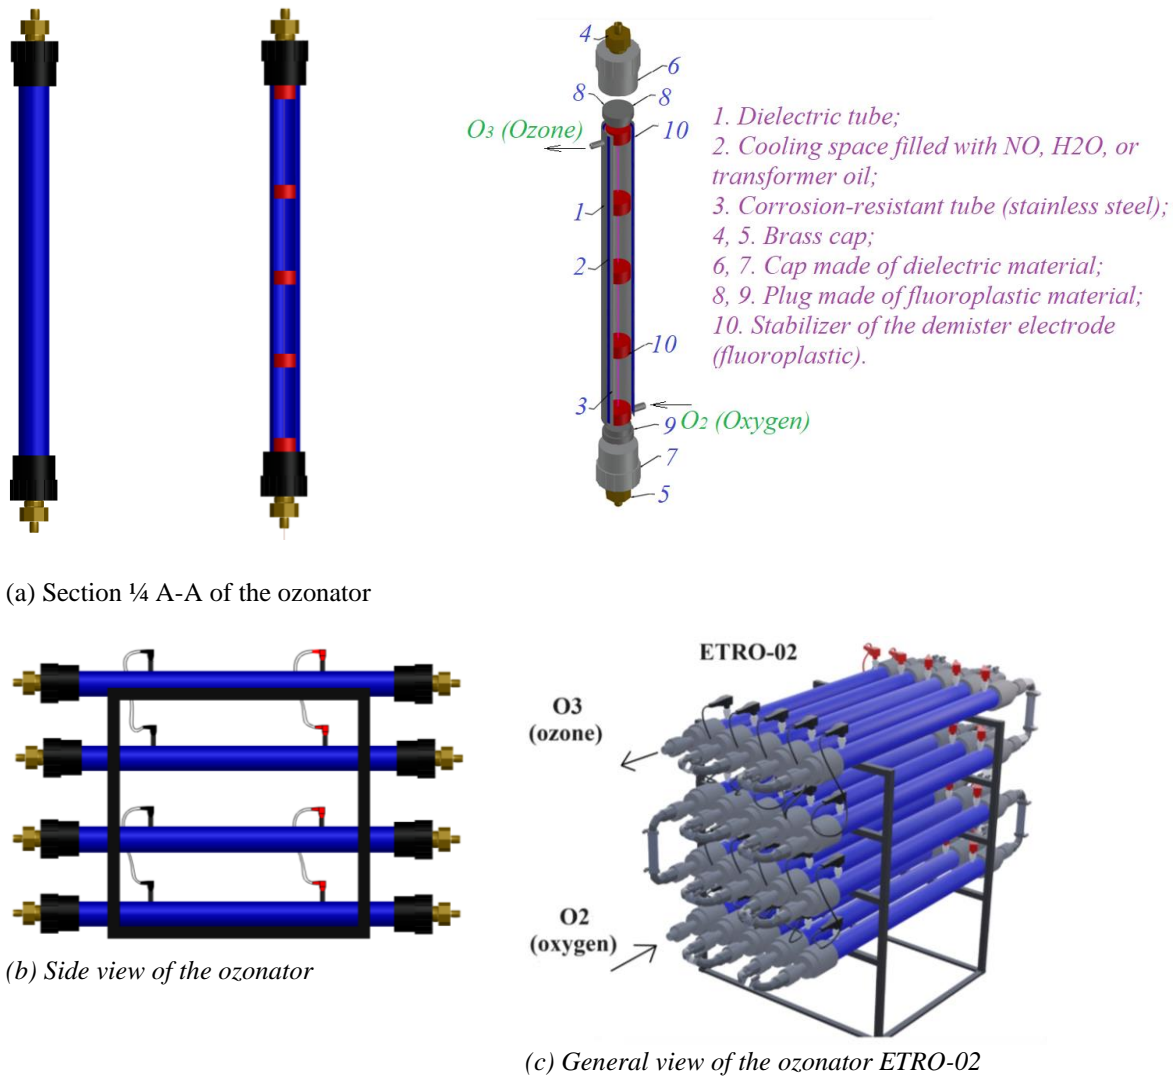 4
6
8
8
O3 (Ozone)
10
1
2
10
3
O2 (Oxygen)
9
7
5
1. Dielectric tube;
2. Cooling space filled with NO, H2O, or
transformer oil;
3. Corrosion-resistant tube (stainless steel);
4, 5. Brass cap;
6, 7. Cap made of dielectric material;
8, 9. Plug made of fluoroplastic material;
10. Stabilizer of the demister electrode
(fluoroplastic).
(a) Section ¼ A-A of the ozonator
(b) Side view of the ozonator
ETRO-02
O3
(ozone)
O2
(oxygen)
(c) General view of the ozonator ETRO-02